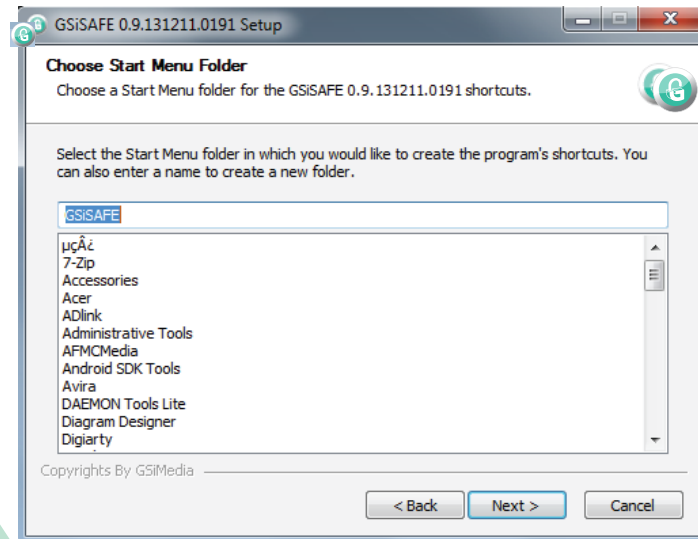 GSiSAFE 0.9.131211.0191 Setup
Choose Start Menu Folder
Choose a Start Menu folder for the GSiSAFE 0.9.131211.0191 shortcuts.
Select the Start Menu folder in which you would like to create the program's shortcuts. You
can also enter a name to create a new folder.
GSiSAFE
µçÂ¿
7-Zip
Accessories
Acer
ADlink
Administrative Tools
AFMCMedia
Android SDK Tools
Avira
DAEMON Tools Lite
Diagram Designer
Digiarty
Copyrights By GSiMedia
< Back
Next >
Cancel